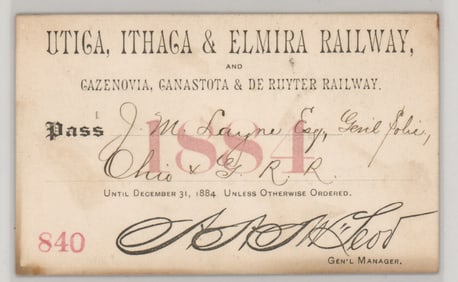 UTICA, ITHACA & ELMIRA RAILWAY,
AND
CAZENOVIA, CANASTOTA & DE RUYTER RAILWAY.
Pass J. M. Layne Esq, Genl Solic,
1884
Ohio & R. R.
UNTIL DECEMBER 31, 1884 UNLESS OTHERWISE ORDERED.
840 A. A. McLeod
GEN'L MANAGER.